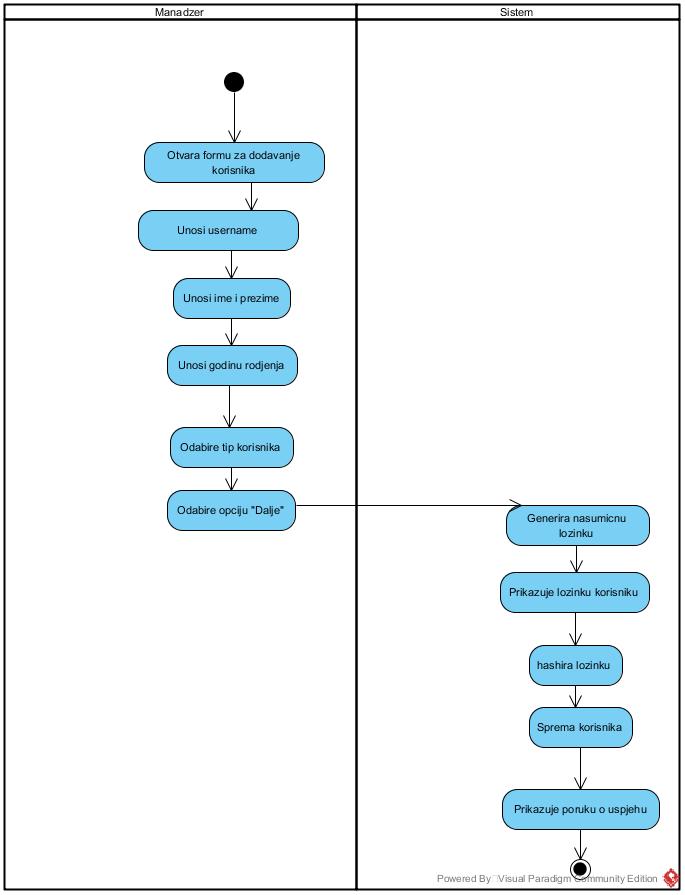 Manadzer
Sistem
Otvara formu za dodavanje
korisnika
Unosi username
Unosi ime i prezime
Unosi godinu rodjenja
Odabire tip korisnika
Odabire opciju "Dalje"
Generira nasumicnu
lozinku
Prikazuje lozinku korisniku
hashira lozinku
Sprema korisnika
Prikazuje poruku o uspjehu
Powered By Visual Paradigm Community Edition